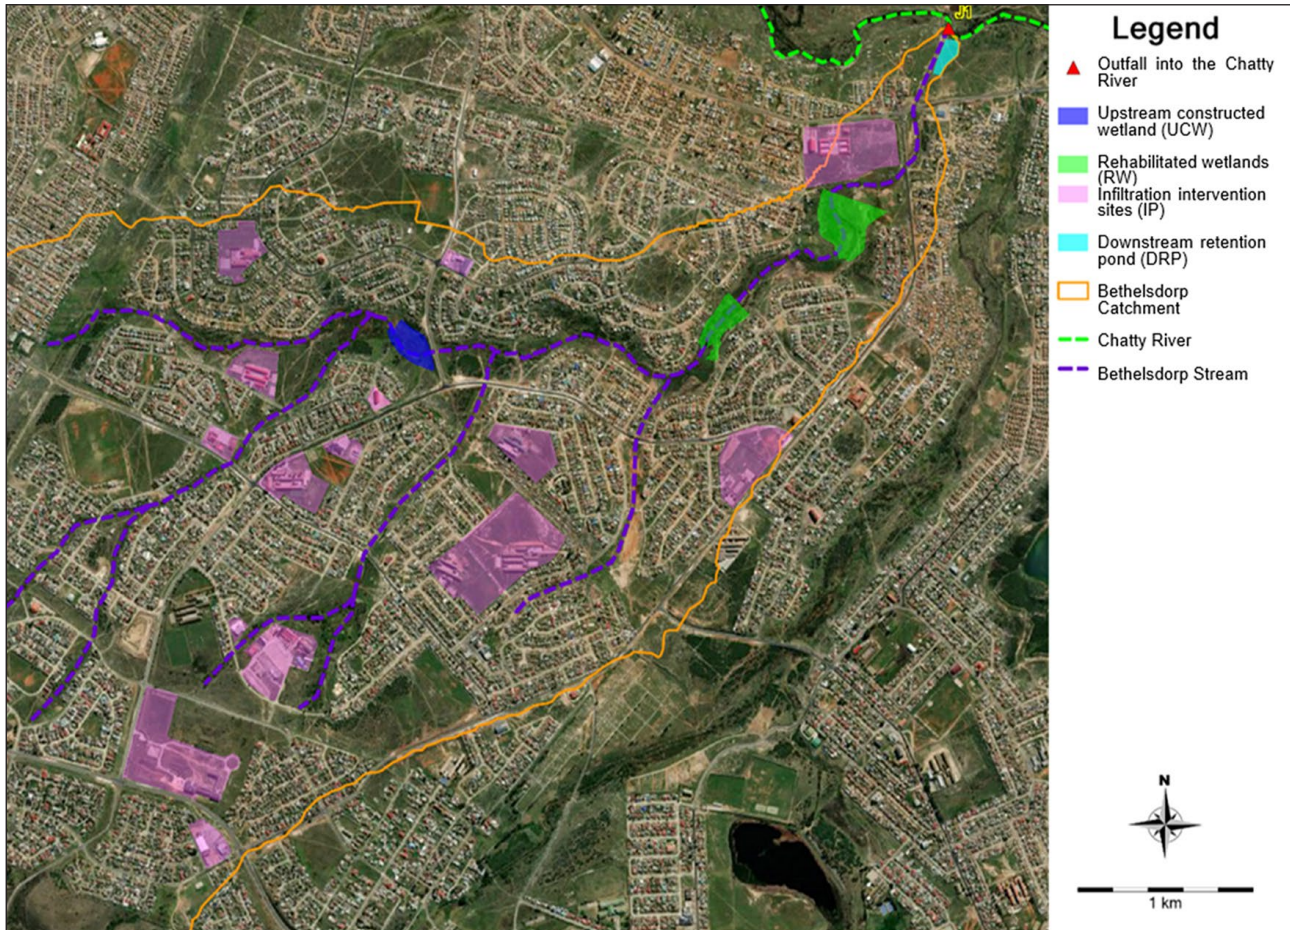 J1
Legend
Outfall into the Chatty
River
Upstream constructed
wetland (UCW)
Rehabilitated wetlands
(RW)
Infiltration intervention
sites (IP)
Downstream retention
pond (DRP)
Bethelsdorp
Catchment
Chatty River
Bethelsdorp Stream
N
1 km